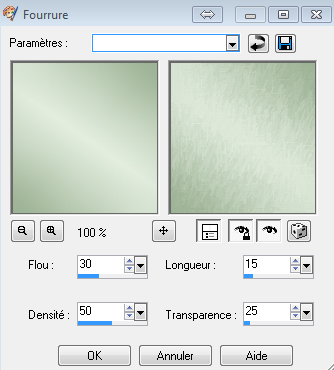 Fourrure
Paramètres :
100 %
Flou : 30 Longueur : 15
Densité : 50 Transparence : 25
OK Annuler Aide